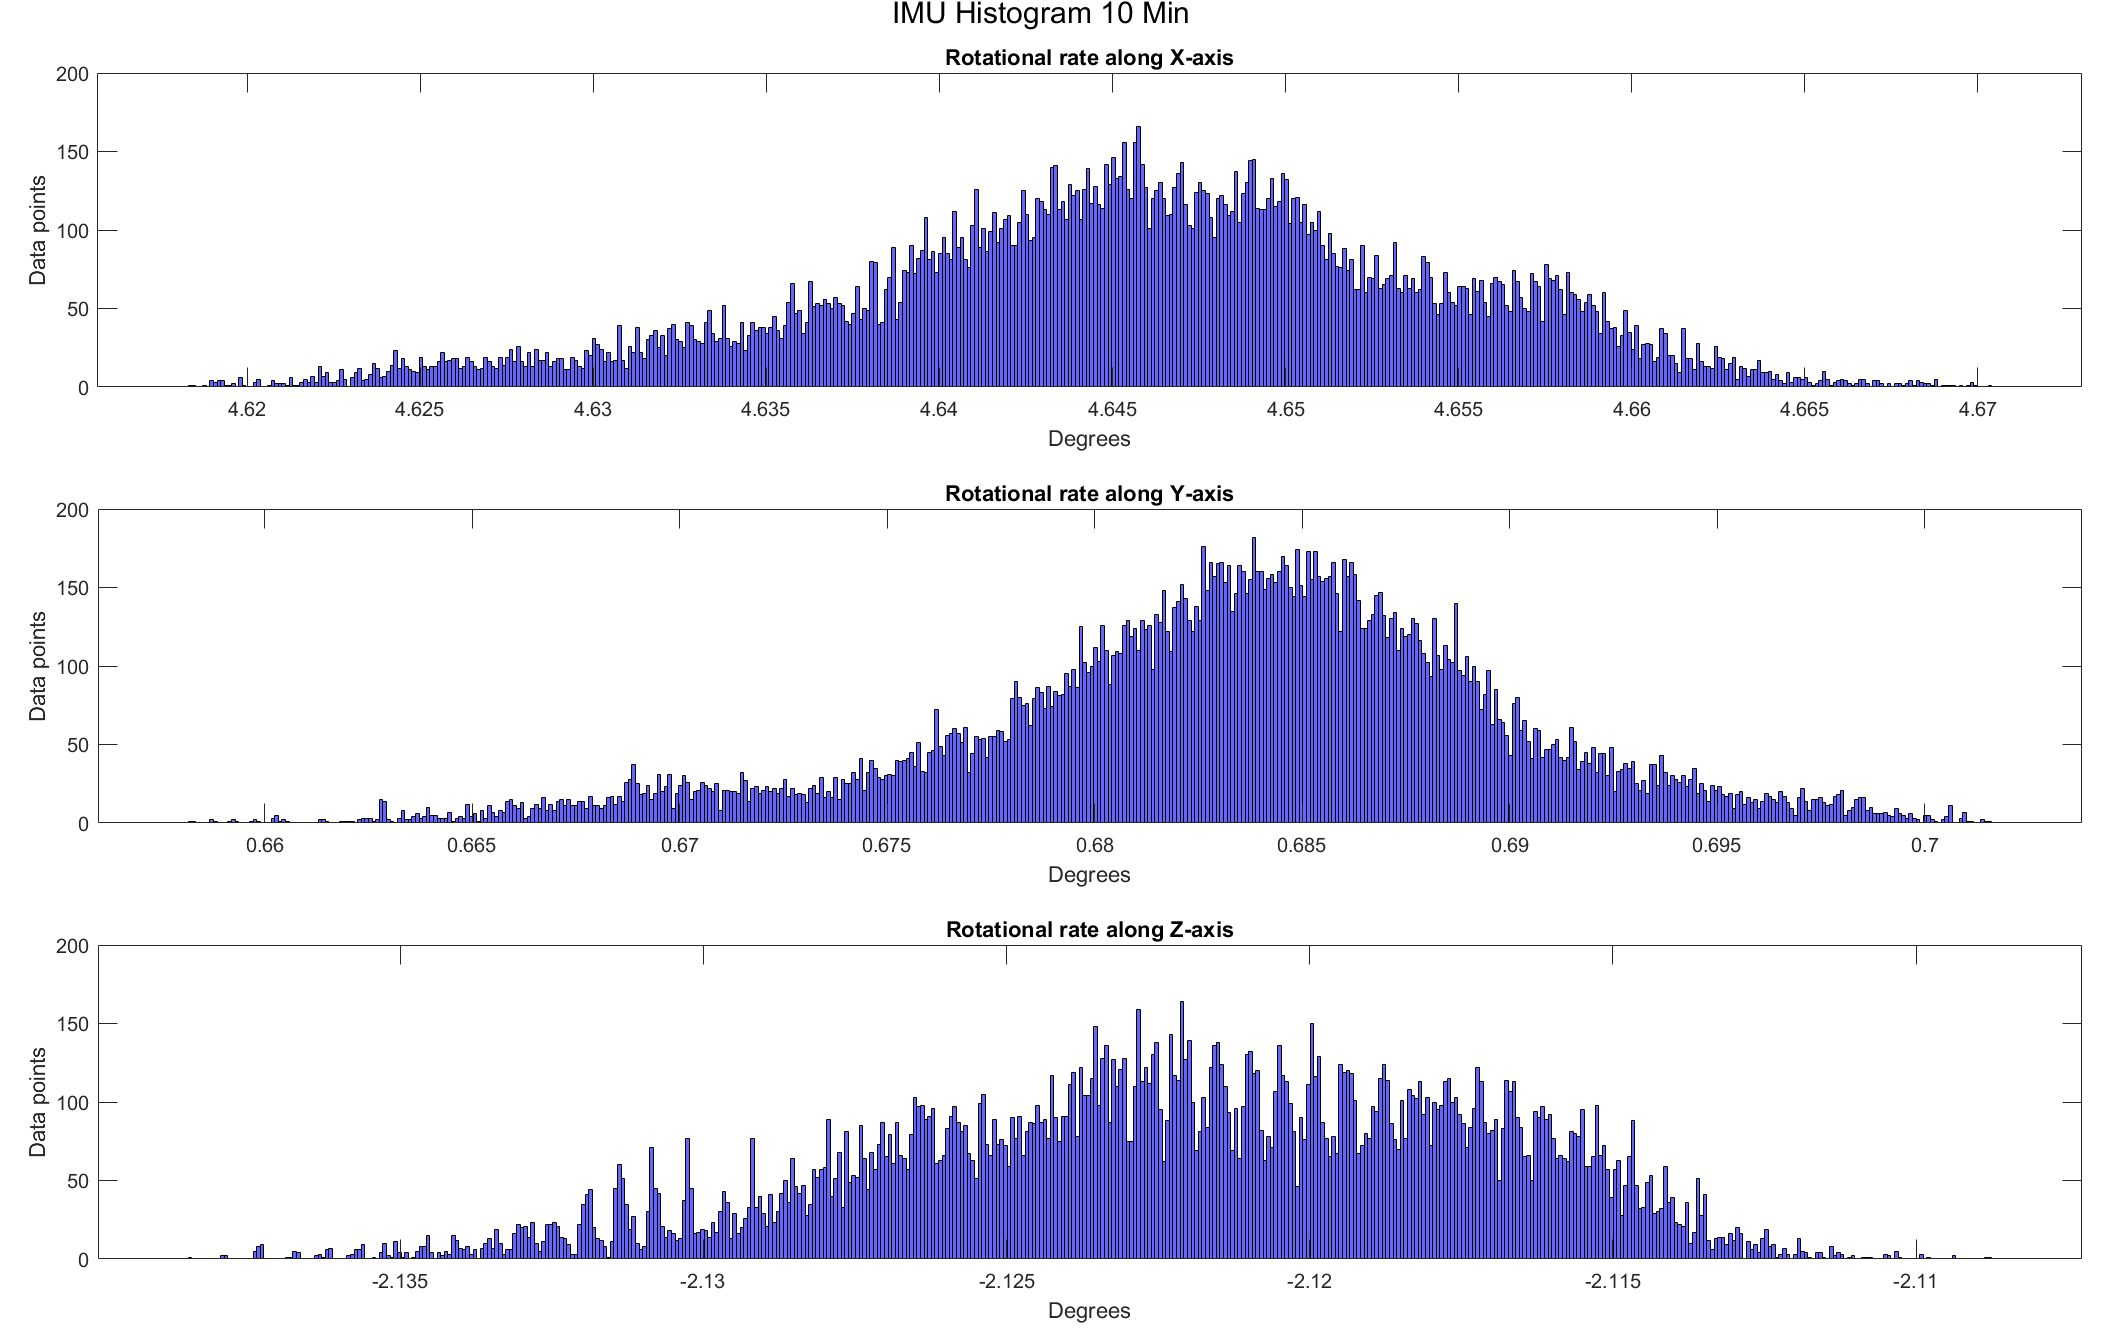 IMU Histogram 10 Min
Rotational rate along X-axis
200
150
100
50
0
Data points
4.62 4.625 4.63 4.635 4.64 4.645 4.65 4.655 4.66 4.665 4.67
Degrees
Rotational rate along Y-axis
200
150
100
50
0
Data points
0.66 0.665 0.67 0.675 0.68 0.685 0.69 0.695 0.7
Degrees
Rotational rate along Z-axis
200
150
100
50
0
Data points
-2.135 -2.13 -2.125 -2.12 -2.115 -2.11
Degrees